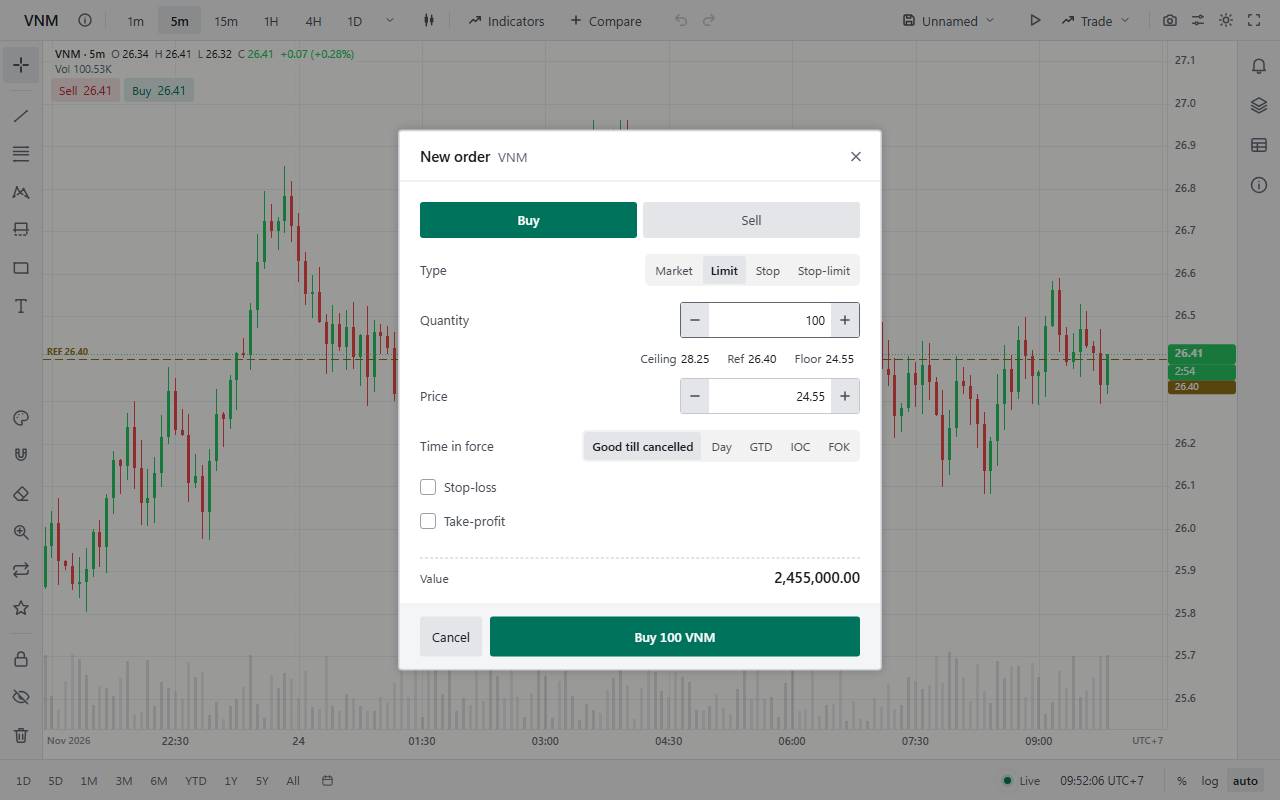 VNM 1m 5m 15m 1H 4H 1D Indicators Compare Unnamed Trade
VNM · 5m O 26.34 H 26.41 L 26.32 C 26.41 +0.07 (+0.28%)
Vol 100.53K
Sell 26.41 Buy 26.41
27.1
27.0
26.9
26.8
26.7
26.6
26.5
REF 26.40
26.41
2:54
26.40
26.2
26.1
26.0
25.9
25.8
25.7
25.6
New order VNM
Buy Sell
Type Market Limit Stop Stop-limit
Quantity − 100 +
Ceiling 28.25 Ref 26.40 Floor 24.55
Price − 24.55 +
Time in force Good till cancelled Day GTD IOC FOK
Stop-loss
Take-profit
Value 2,455,000.00
Cancel Buy 100 VNM
Nov 2026 22:30 24 01:30 03:00 04:30 06:00 07:30 09:00 UTC+7
1D 5D 1M 3M 6M YTD 1Y 5Y All Live 09:52:06 UTC+7 % log auto